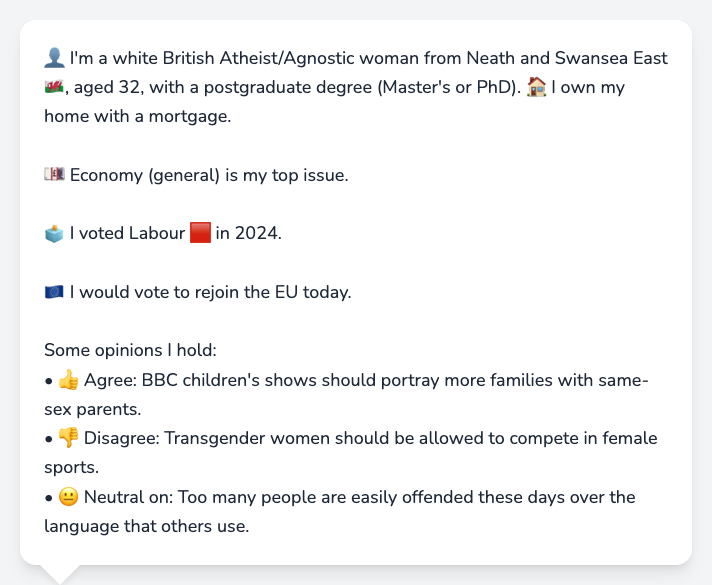 👤 I'm a white British Atheist/Agnostic woman from Neath and Swansea East
🏴󠁧󠁢󠁷󠁬󠁳󠁿, aged 32, with a postgraduate degree (Master's or PhD). 🏠 I own my
home with a mortgage.
💷 Economy (general) is my top issue.
🗳️ I voted Labour 🟥 in 2024.
🇪🇺 I would vote to rejoin the EU today.
Some opinions I hold:
• 👍 Agree: BBC children's shows should portray more families with same-
sex parents.
• 👎 Disagree: Transgender women should be allowed to compete in female
sports.
• 😐 Neutral on: Too many people are easily offended these days over the
language that others use.